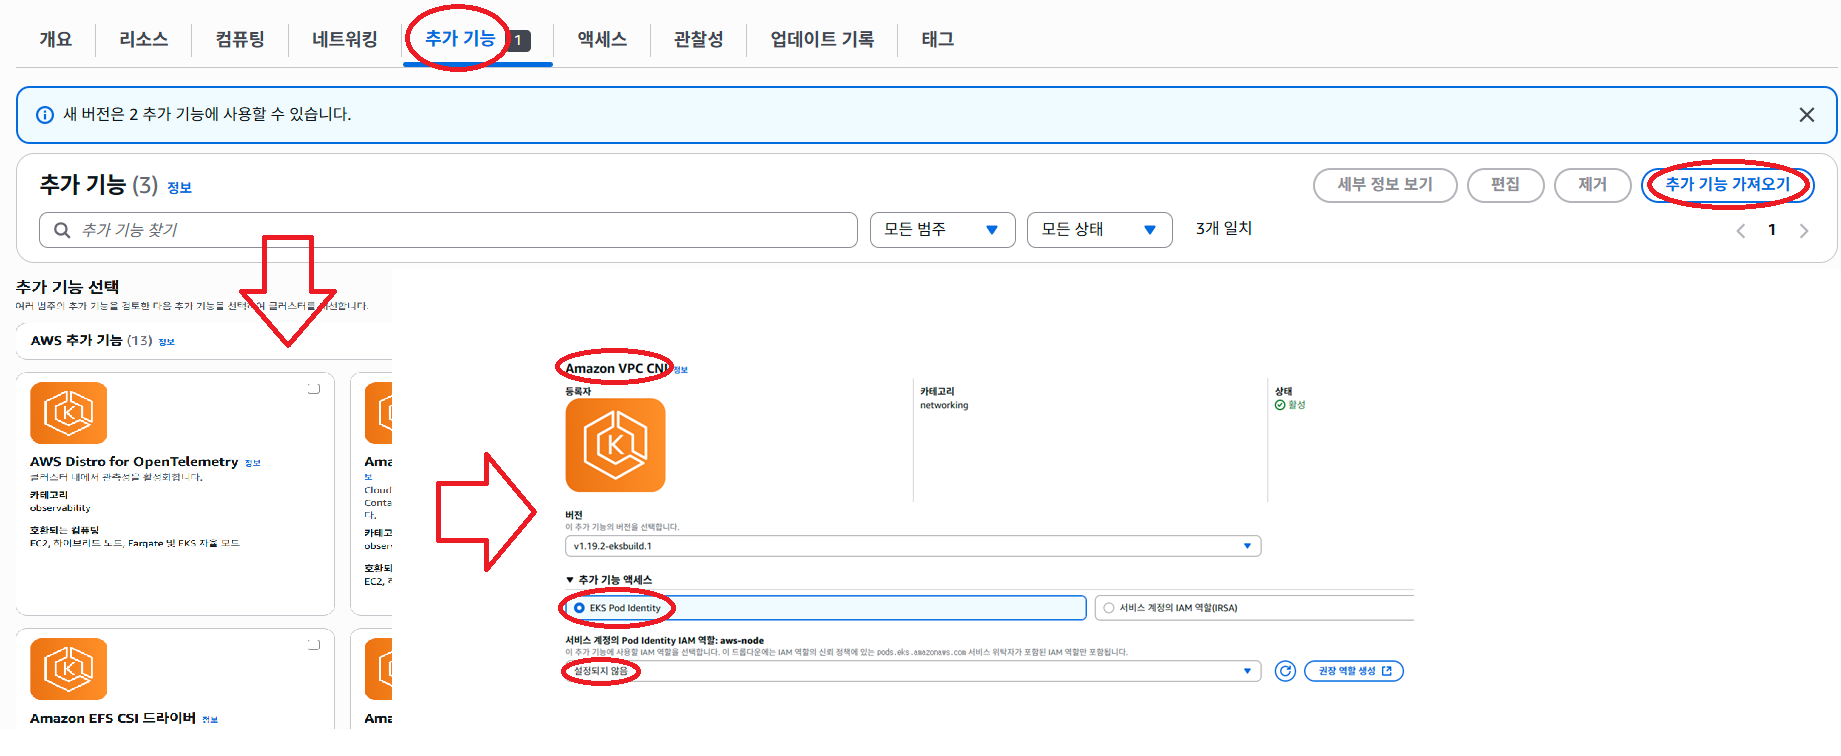 개요 리소스 컴퓨팅 네트워킹 추가 기능 1 액세스 관찰성 업데이트 기록 태그
새 버전은 2 추가 기능에 사용할 수 있습니다.
추가 기능 (3) 정보 세부 정보 보기 편집 제거 추가 기능 가져오기
추가 기능 찾기 모든 범주 모든 상태 3개 일치 1
추가 기능 선택
여러 범주의 추가 기능을 검토한 다음 추가 기능을 선택하여 클러스터를 개선합니다.
AWS 추가 기능 (13) 정보
AWS Distro for OpenTelemetry 정보
클러스터 내에서 관측성을 활성화합니다.
카테고리
observability
호환되는 컴퓨팅
EC2, 하이브리드 노드, Fargate 및 EKS 자율 모드
Ama
보
Cloud
Conta
다.
카테고
obser
호환되
EC2,
Amazon EFS CSI 드라이버 정보
Ama
Amazon VPC CNI 정보
등록자
카테고리
networking
상태
활성
버전
이 추가 기능의 버전을 선택합니다.
v1.19.2-eksbuild.1
추가 기능 액세스
EKS Pod Identity 서비스 계정의 IAM 역할(IRSA)
서비스 계정의 Pod Identity IAM 역할: aws-node
이 추가 기능에 사용할 IAM 역할을 선택합니다. 이 드롭다운에는 IAM 역할의 신뢰 정책에 있는 pods.eks.amazonaws.com 서비스 위탁자가 포함된 IAM 역할만 포함됩니다.
설정되지 않음 권장 역할 생성